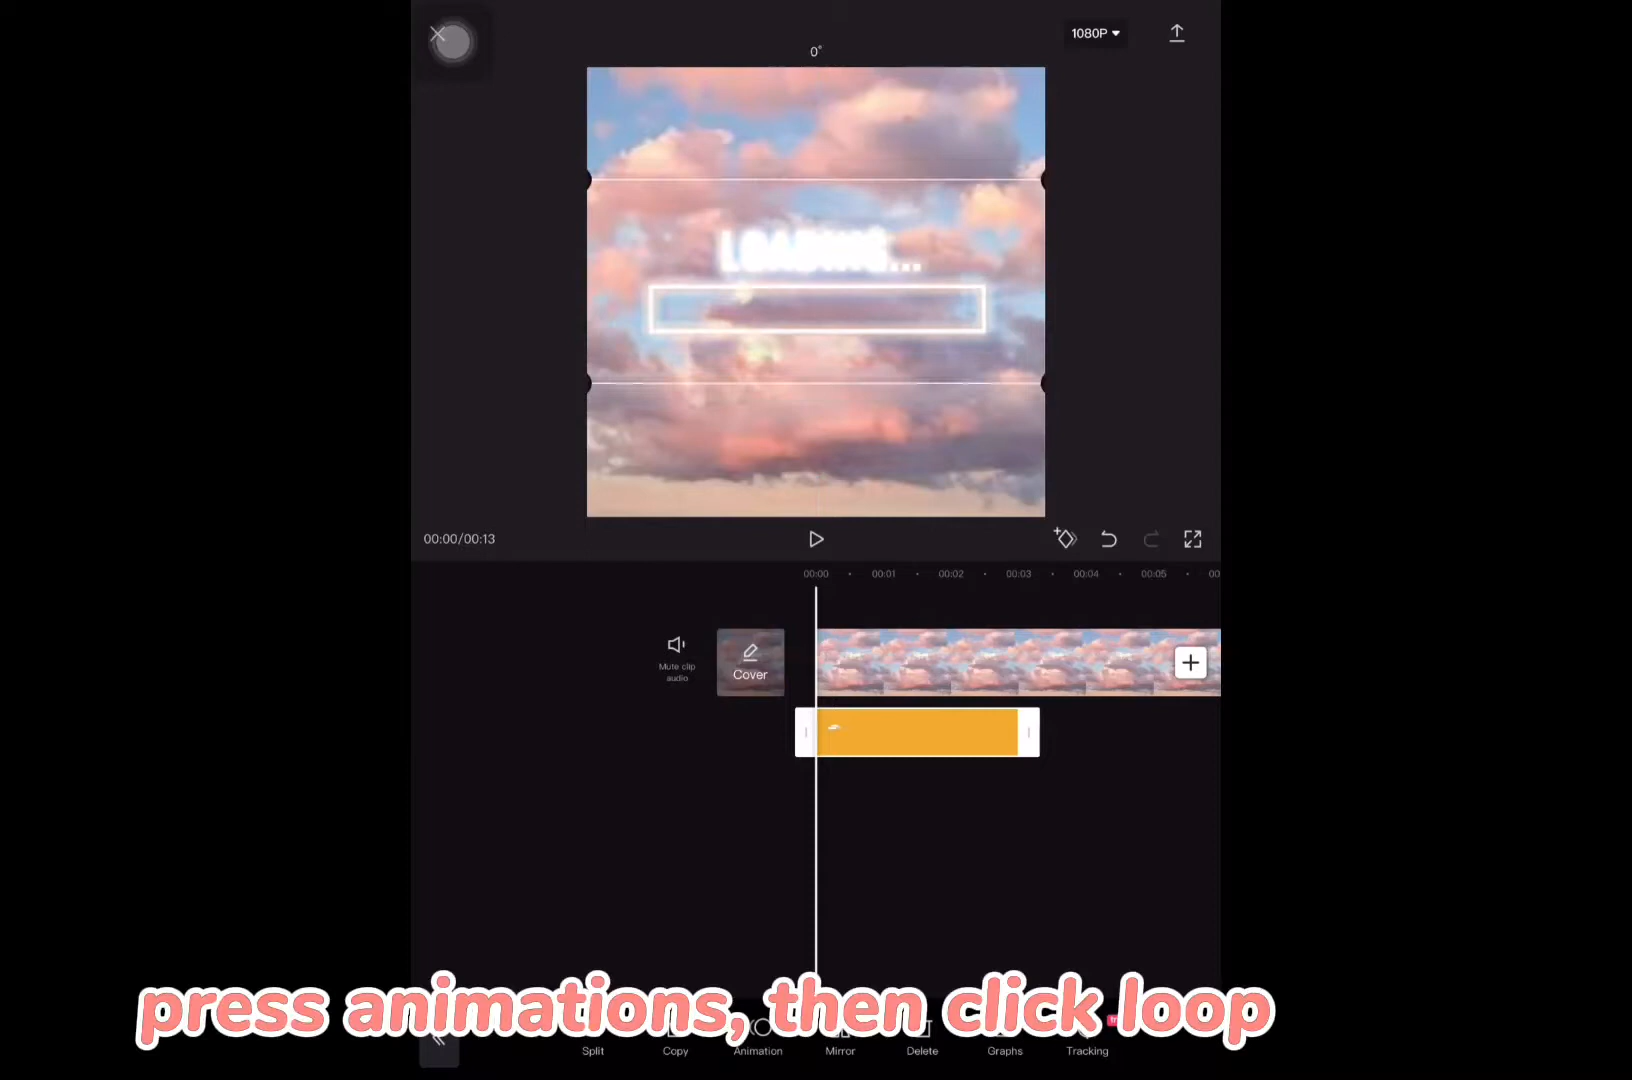 1080P
0°
LOADING...
00:00/00:13
00:00 00:01 00:02 00:03 00:04 00:05 00
Mute clip
audio
Cover
press animations, then click loop
Split Copy Animation Mirror Delete Graphs Tracking